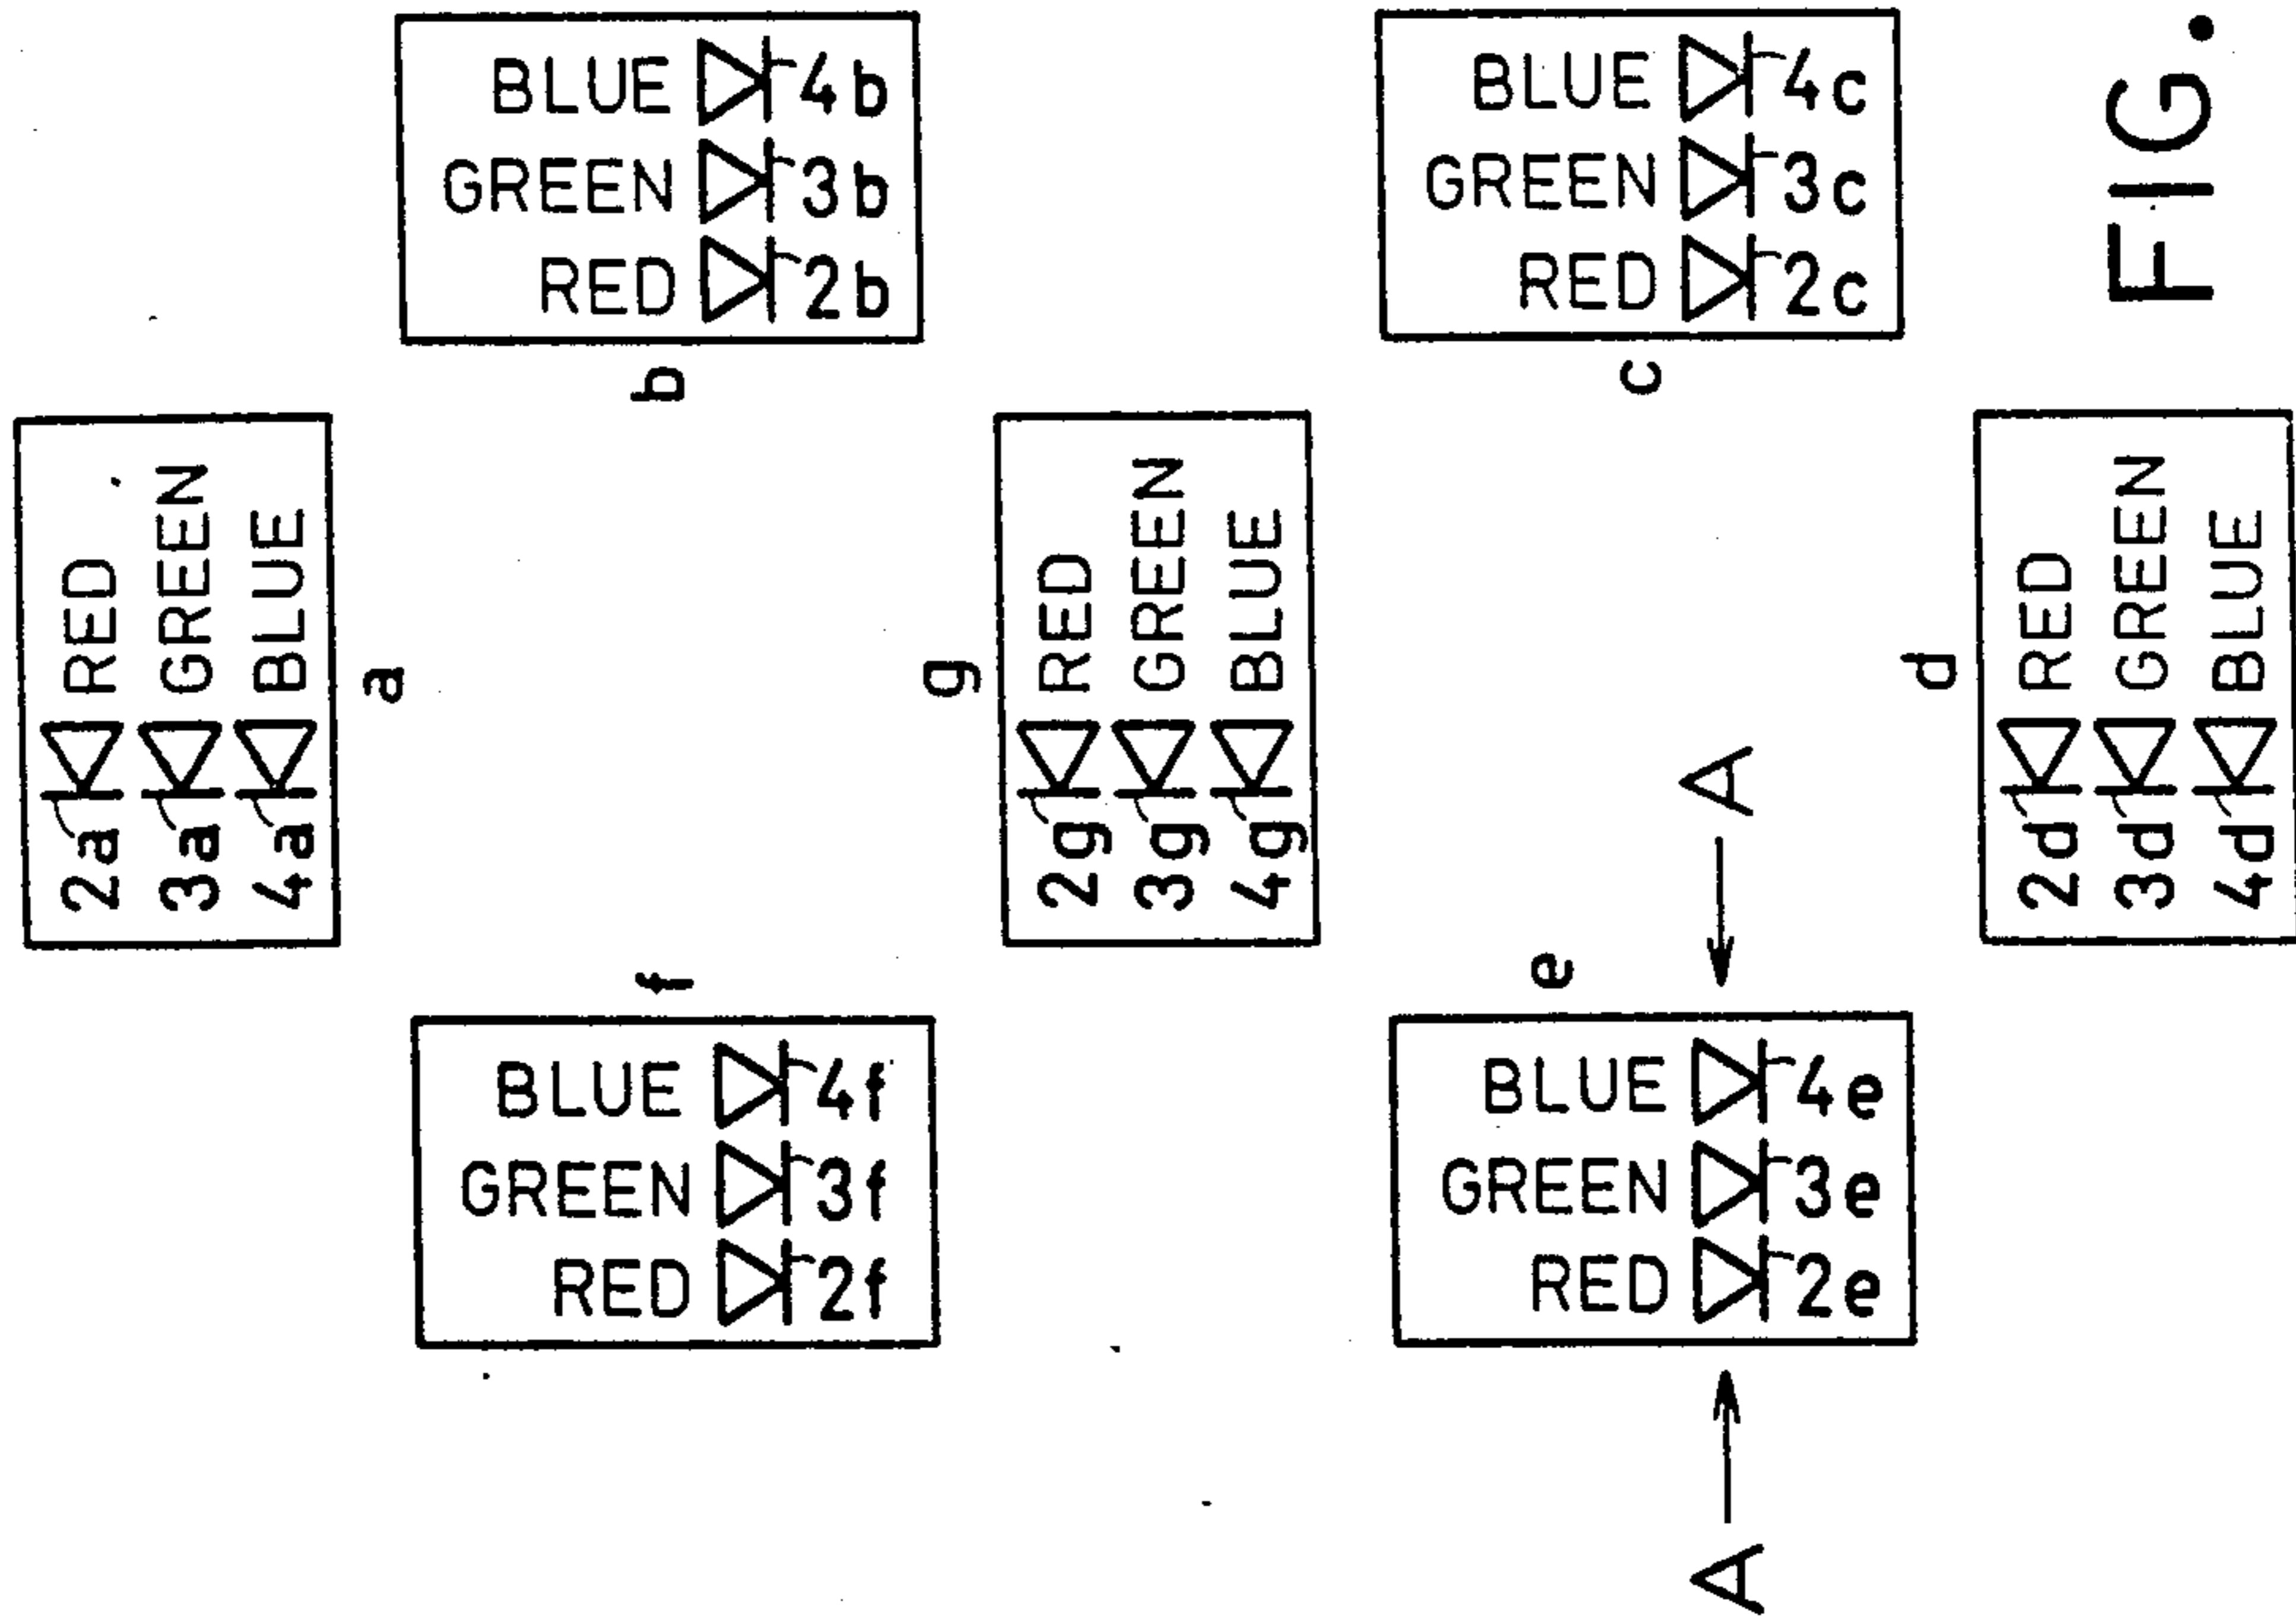 2a RED
3a GREEN
4a BLUE
a
BLUE 4f
GREEN 3f
RED 2f
f
b
BLUE 4b
GREEN 3b
RED 2b
g
2g RED
3g GREEN
4g BLUE
BLUE 4e
GREEN 3e
RED 2e
e
A
A
c
BLUE 4c
GREEN 3c
RED 2c
d
2d RED
3d GREEN
4d BLUE
FIG.